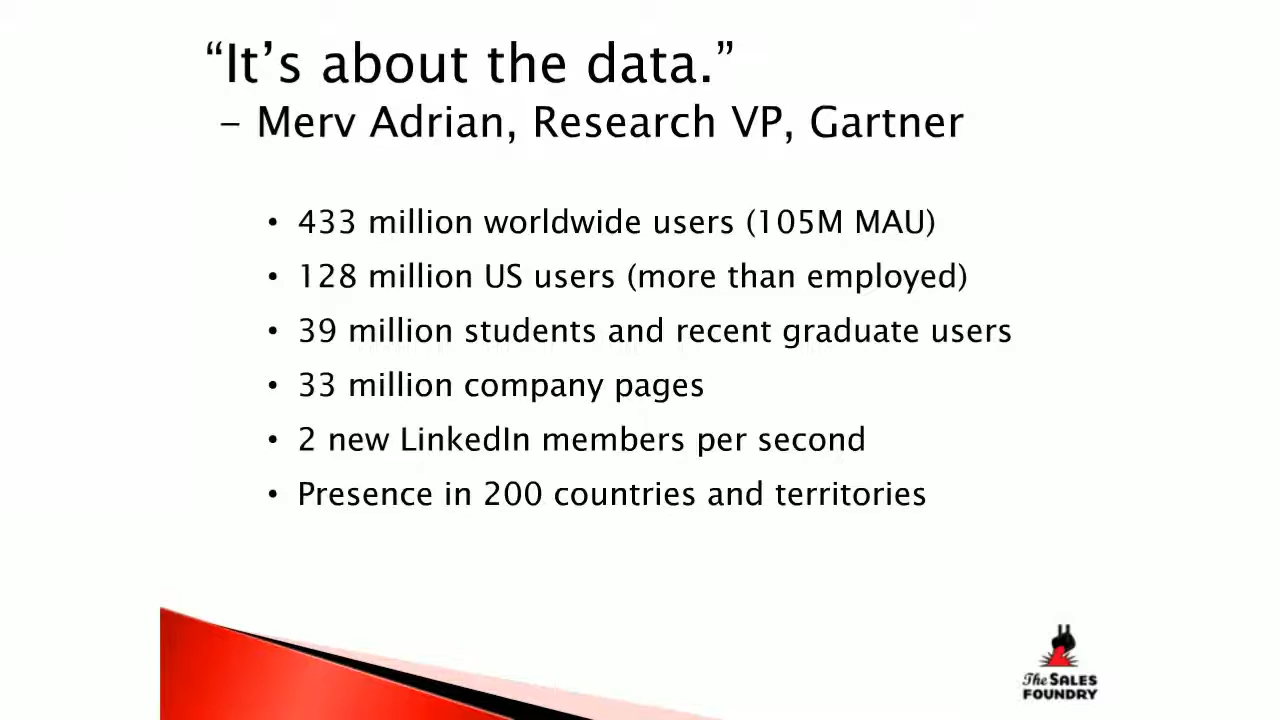 “It’s about the data.”
– Merv Adrian, Research VP, Gartner
• 433 million worldwide users (105M MAU)
• 128 million US users (more than employed)
• 39 million students and recent graduate users
• 33 million company pages
• 2 new LinkedIn members per second
• Presence in 200 countries and territories
The SALES
FOUNDRY